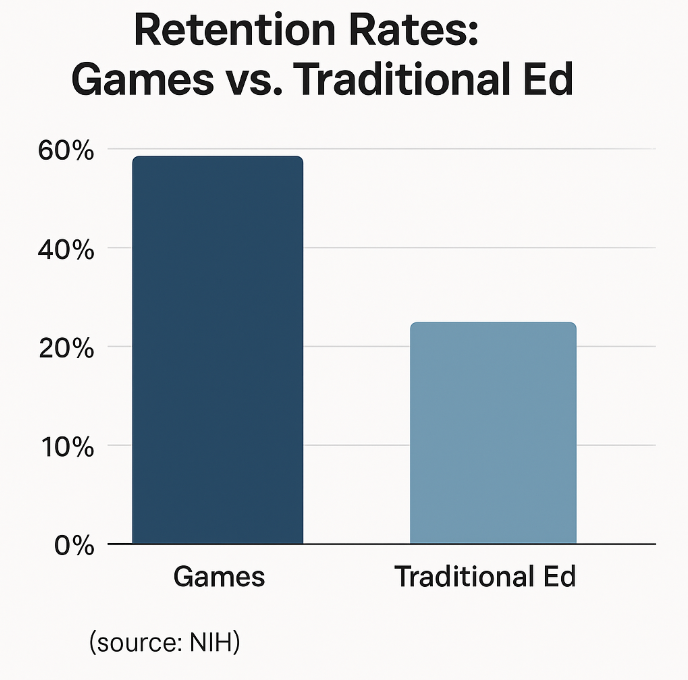 Retention Rates:
Games vs. Traditional Ed
60%
40%
20%
10%
0%
Games
Traditional Ed
(source: NIH)